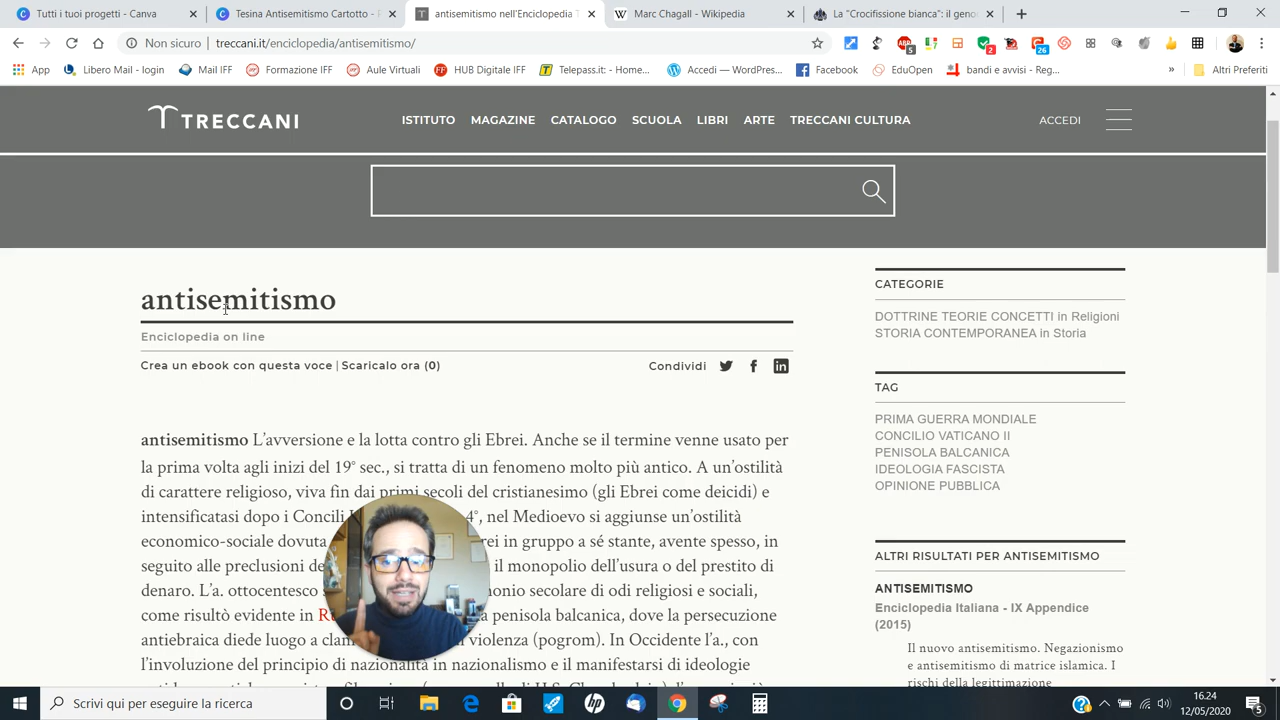 Tutti i tuoi progetti - Canva
Tesina Antismo Cartotto - P
antisemitismo nell'Enciclopedia T
Marc Chagall - Wikipedia
La "Crocifissione bianca": il geno
Non sicuro | treccani.it/enciclopedia/antisemitismo/
App
Libero Mail - login
Mail IFF
Formazione IFF
Aule Virtuali
HUB Digitale IFF
Telepass.it: - Home...
Accedi — WordPress...
Facebook
EduOpen
bandi e avvisi - Reg...
»
Altri Preferiti
TRECCANI
ISTITUTO MAGAZINE CATALOGO SCUOLA LIBRI ARTE TRECCANI CULTURA
ACCEDI
antisemitismo
Enciclopedia on line
Crea un ebook con questa voce | Scaricalo ora (0)
Condividi
antisemitismo L'avversione e la lotta contro gli Ebrei. Anche se il termine venne usato per
la prima volta agli inizi del 19° sec., si tratta di un fenomeno molto più antico. A un'ostilità
di carattere religioso, viva fin dai primi secoli del cristianesimo (gli Ebrei come deicidi) e
intensificatasi dopo i Concili 4°, nel Medioevo si aggiunse un'ostilità
economico-sociale dovuta in gruppo a sé stante, avente spesso, in
seguito alle preclusioni il monopolio dell'usura o del prestito di
denaro. L'a. ottocentesco secolare di odi religiosi e sociali,
come risultò evidente in penisola balcanica, dove la persecuzione
antiebraica diede luogo a violenza (pogrom). In Occidente l'a., con
l'involuzione del principio di nazionalità in nazionalismo e il manifestarsi di ideologie
CATEGORIE
DOTTRINE TEORIE CONCETTI in Religioni
STORIA CONTEMPORANEA in Storia
TAG
PRIMA GUERRA MONDIALE
CONCILIO VATICANO II
PENISOLA BALCANICA
IDEOLOGIA FASCISTA
OPINIONE PUBBLICA
ALTRI RISULTATI PER ANTISEMITISMO
ANTISEMITISMO
Enciclopedia Italiana - IX Appendice
(2015)
Il nuovo antisemitismo. Negazionismo
e antisemitismo di matrice islamica. I
rischi della legittimazione
Scrivi qui per eseguire la ricerca
16.24
12/05/2020